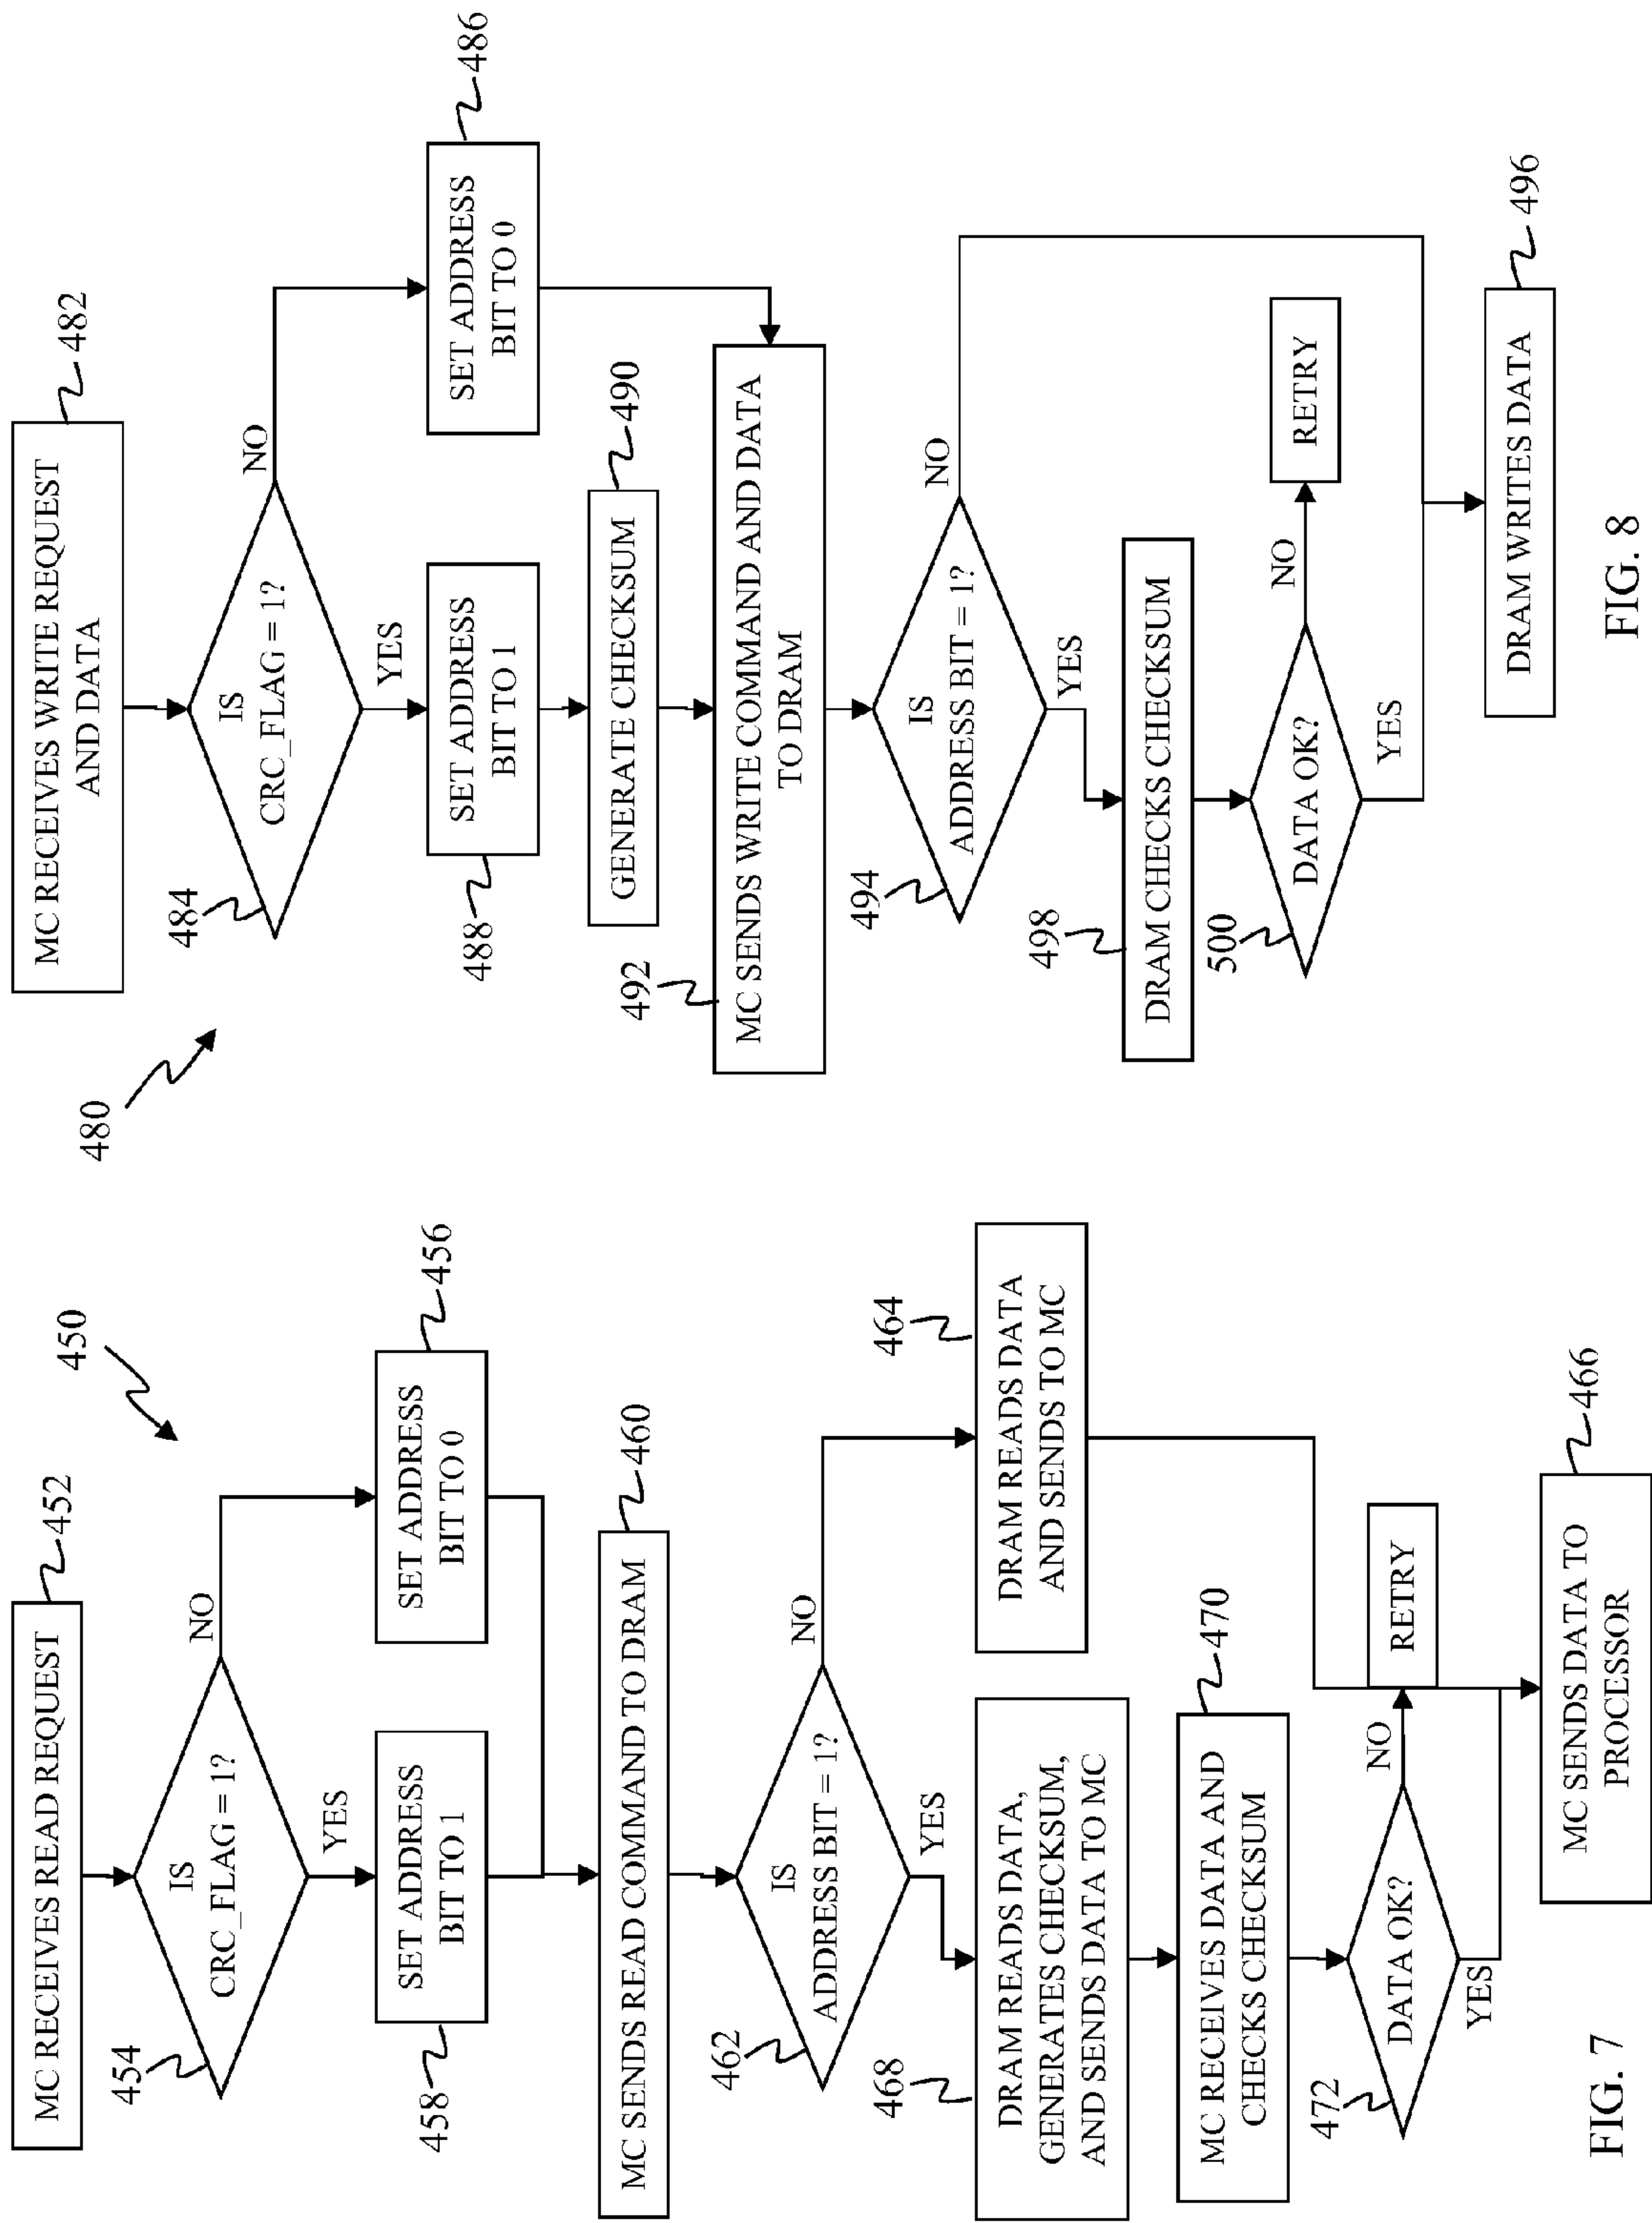 450
MC RECEIVES READ REQUEST
452
454
IS
CRC_FLAG = 1?
NO
YES
458
SET ADDRESS
BIT TO 1
SET ADDRESS
BIT TO 0
456
MC SENDS READ COMMAND TO DRAM
460
462
IS
ADDRESS BIT = 1?
NO
YES
468
DRAM READS DATA,
GENERATES CHECKSUM,
AND SENDS DATA TO MC
464
DRAM READS DATA
AND SENDS TO MC
MC RECEIVES DATA AND
CHECKS CHECKSUM
470
472
DATA OK?
NO
RETRY
YES
MC SENDS DATA TO
PROCESSOR
466
FIG. 7
480
MC RECEIVES WRITE REQUEST
AND DATA
482
484
IS
CRC_FLAG = 1?
NO
YES
488
SET ADDRESS
BIT TO 1
SET ADDRESS
BIT TO 0
486
GENERATE CHECKSUM
490
492
MC SENDS WRITE COMMAND AND DATA
TO DRAM
494
IS
ADDRESS BIT = 1?
NO
YES
498
DRAM CHECKS CHECKSUM
500
DATA OK?
NO
RETRY
YES
DRAM WRITES DATA
496
FIG. 8